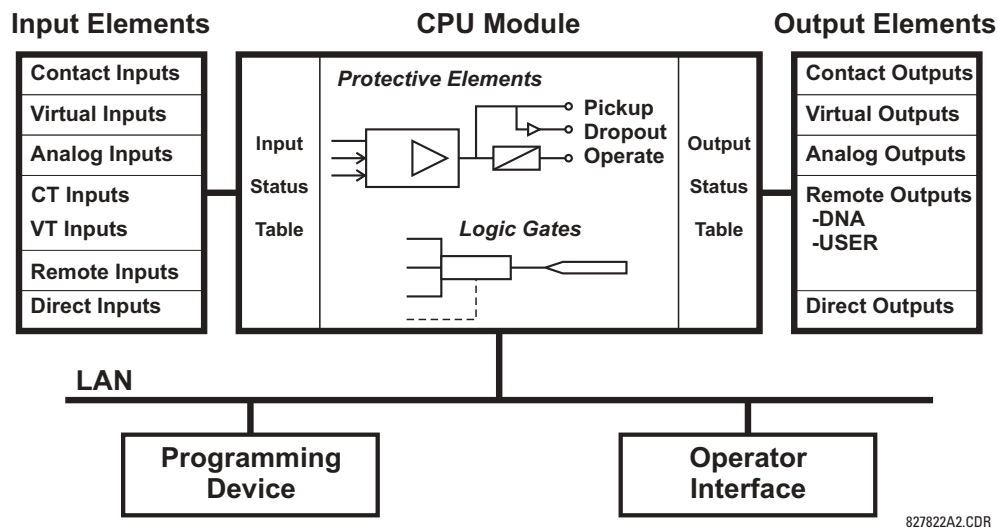 Input Elements
CPU Module
Output Elements
Contact Inputs
Virtual Inputs
Analog Inputs
CT Inputs
VT Inputs
Remote Inputs
Direct Inputs
Input
Status
Table
Protective Elements
Pickup
Dropout
Operate
Logic Gates
Output
Status
Table
Contact Outputs
Virtual Outputs
Analog Outputs
Remote Outputs
-DNA
-USER
Direct Outputs
LAN
Programming
Device
Operator
Interface
827822A2.CDR